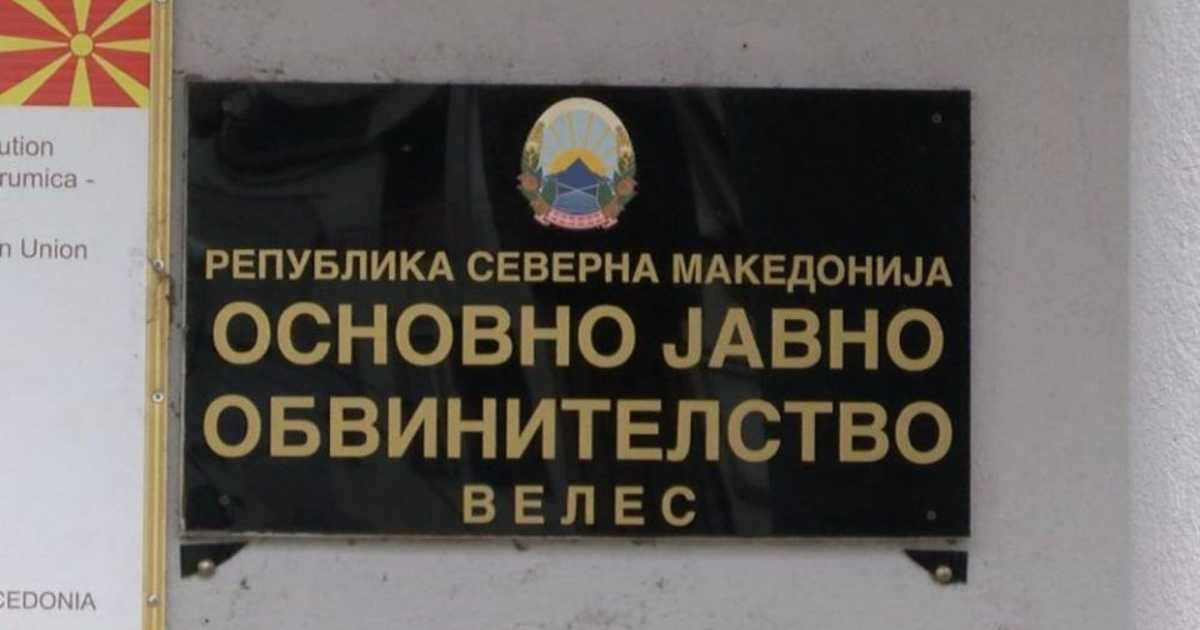 ution
rumica -
n Union
CEDONIA
РЕПУБЛИКА СЕВЕРНА МАКЕДОНИЈА
ОСНОВНО ЈАВНО
ОБВИНИТЕЛСТВО
ВЕЛЕС